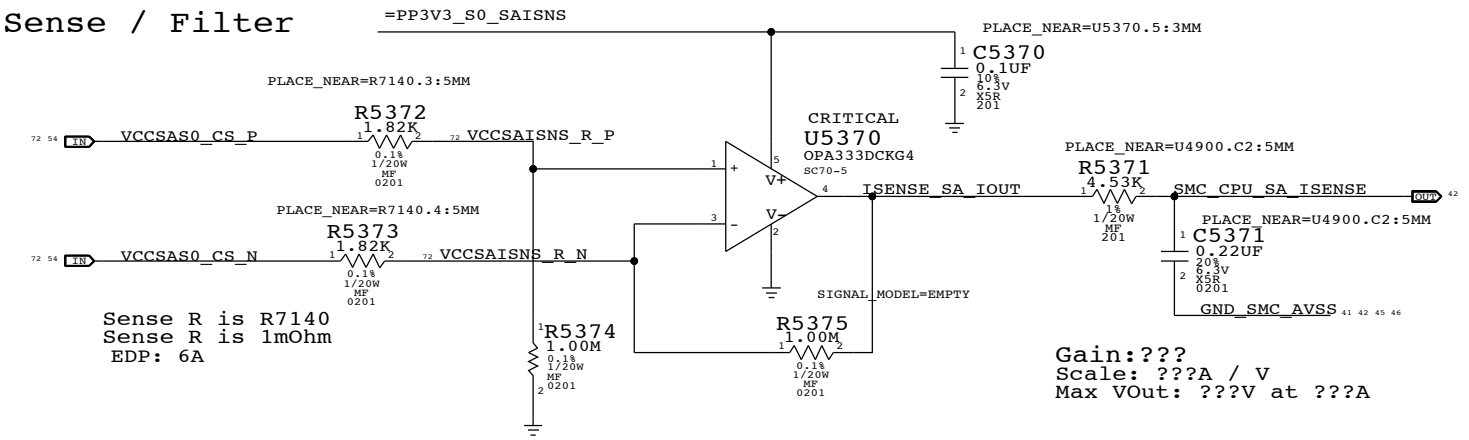 Sense / Filter
=PP3V3_S0_SAISNS
PLACE_NEAR=U5370.5:3MM
1
C5370
0.1UF
10%
6.3V
2
X5R
201
PLACE_NEAR=R7140.3:5MM
R5372
1.82K
72 54
IN
VCCSAS0_CS_P
1
2
72
VCCSAISNS_R_P
0.1%
1/20W
MF
0201
CRITICAL
U5370
OPA333DCKG4
SC70-5
1
+
5
V+
4
3
-
V-
2
ISENSE_SA_IOUT
PLACE_NEAR=U4900.C2:5MM
R5371
4.53K
1
2
1%
1/20W
MF
201
SMC_CPU_SA_ISENSE
OUT
42
PLACE_NEAR=U4900.C2:5MM
1
C5371
0.22UF
20%
6.3V
2
X5R
0201
GND_SMC_AVSS
41 42 45 46
PLACE_NEAR=R7140.4:5MM
R5373
1.82K
72 54
IN
VCCSAS0_CS_N
1
2
72
VCCSAISNS_R_N
0.1%
1/20W
MF
0201
SIGNAL_MODEL=EMPTY
Sense R is R7140
Sense R is 1mOhm
EDP: 6A
1
R5374
1.00M
0.1%
1/20W
MF
2
0201
R5375
1.00M
1
2
0.1%
1/20W
MF
0201
Gain:???
Scale: ???A / V
Max VOut: ???V at ???A